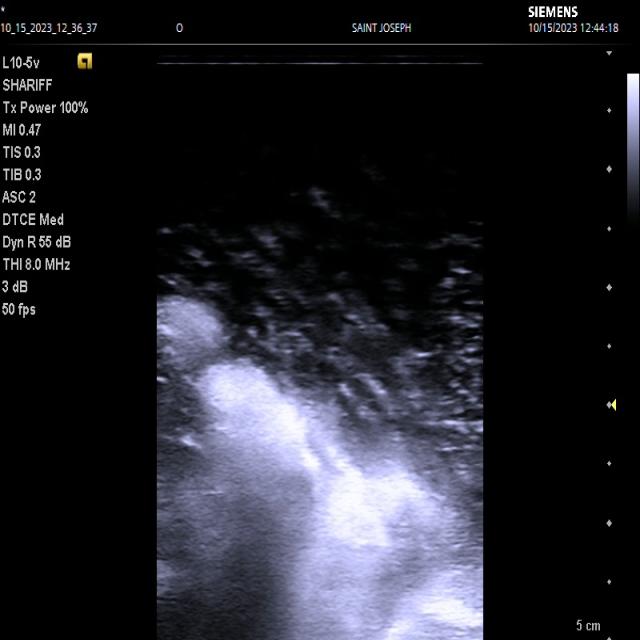 *
SIEMENS
10_15_2023_12_36_37 O SAINT JOSEPH 10/15/2023 12:44:18
L10-5v
SHARIFF
Tx Power 100%
MI 0.47
TIS 0.3
TIB 0.3
ASC 2
DTCE Med
Dyn R 55 dB
THI 8.0 MHz
3 dB
50 fps
5 cm